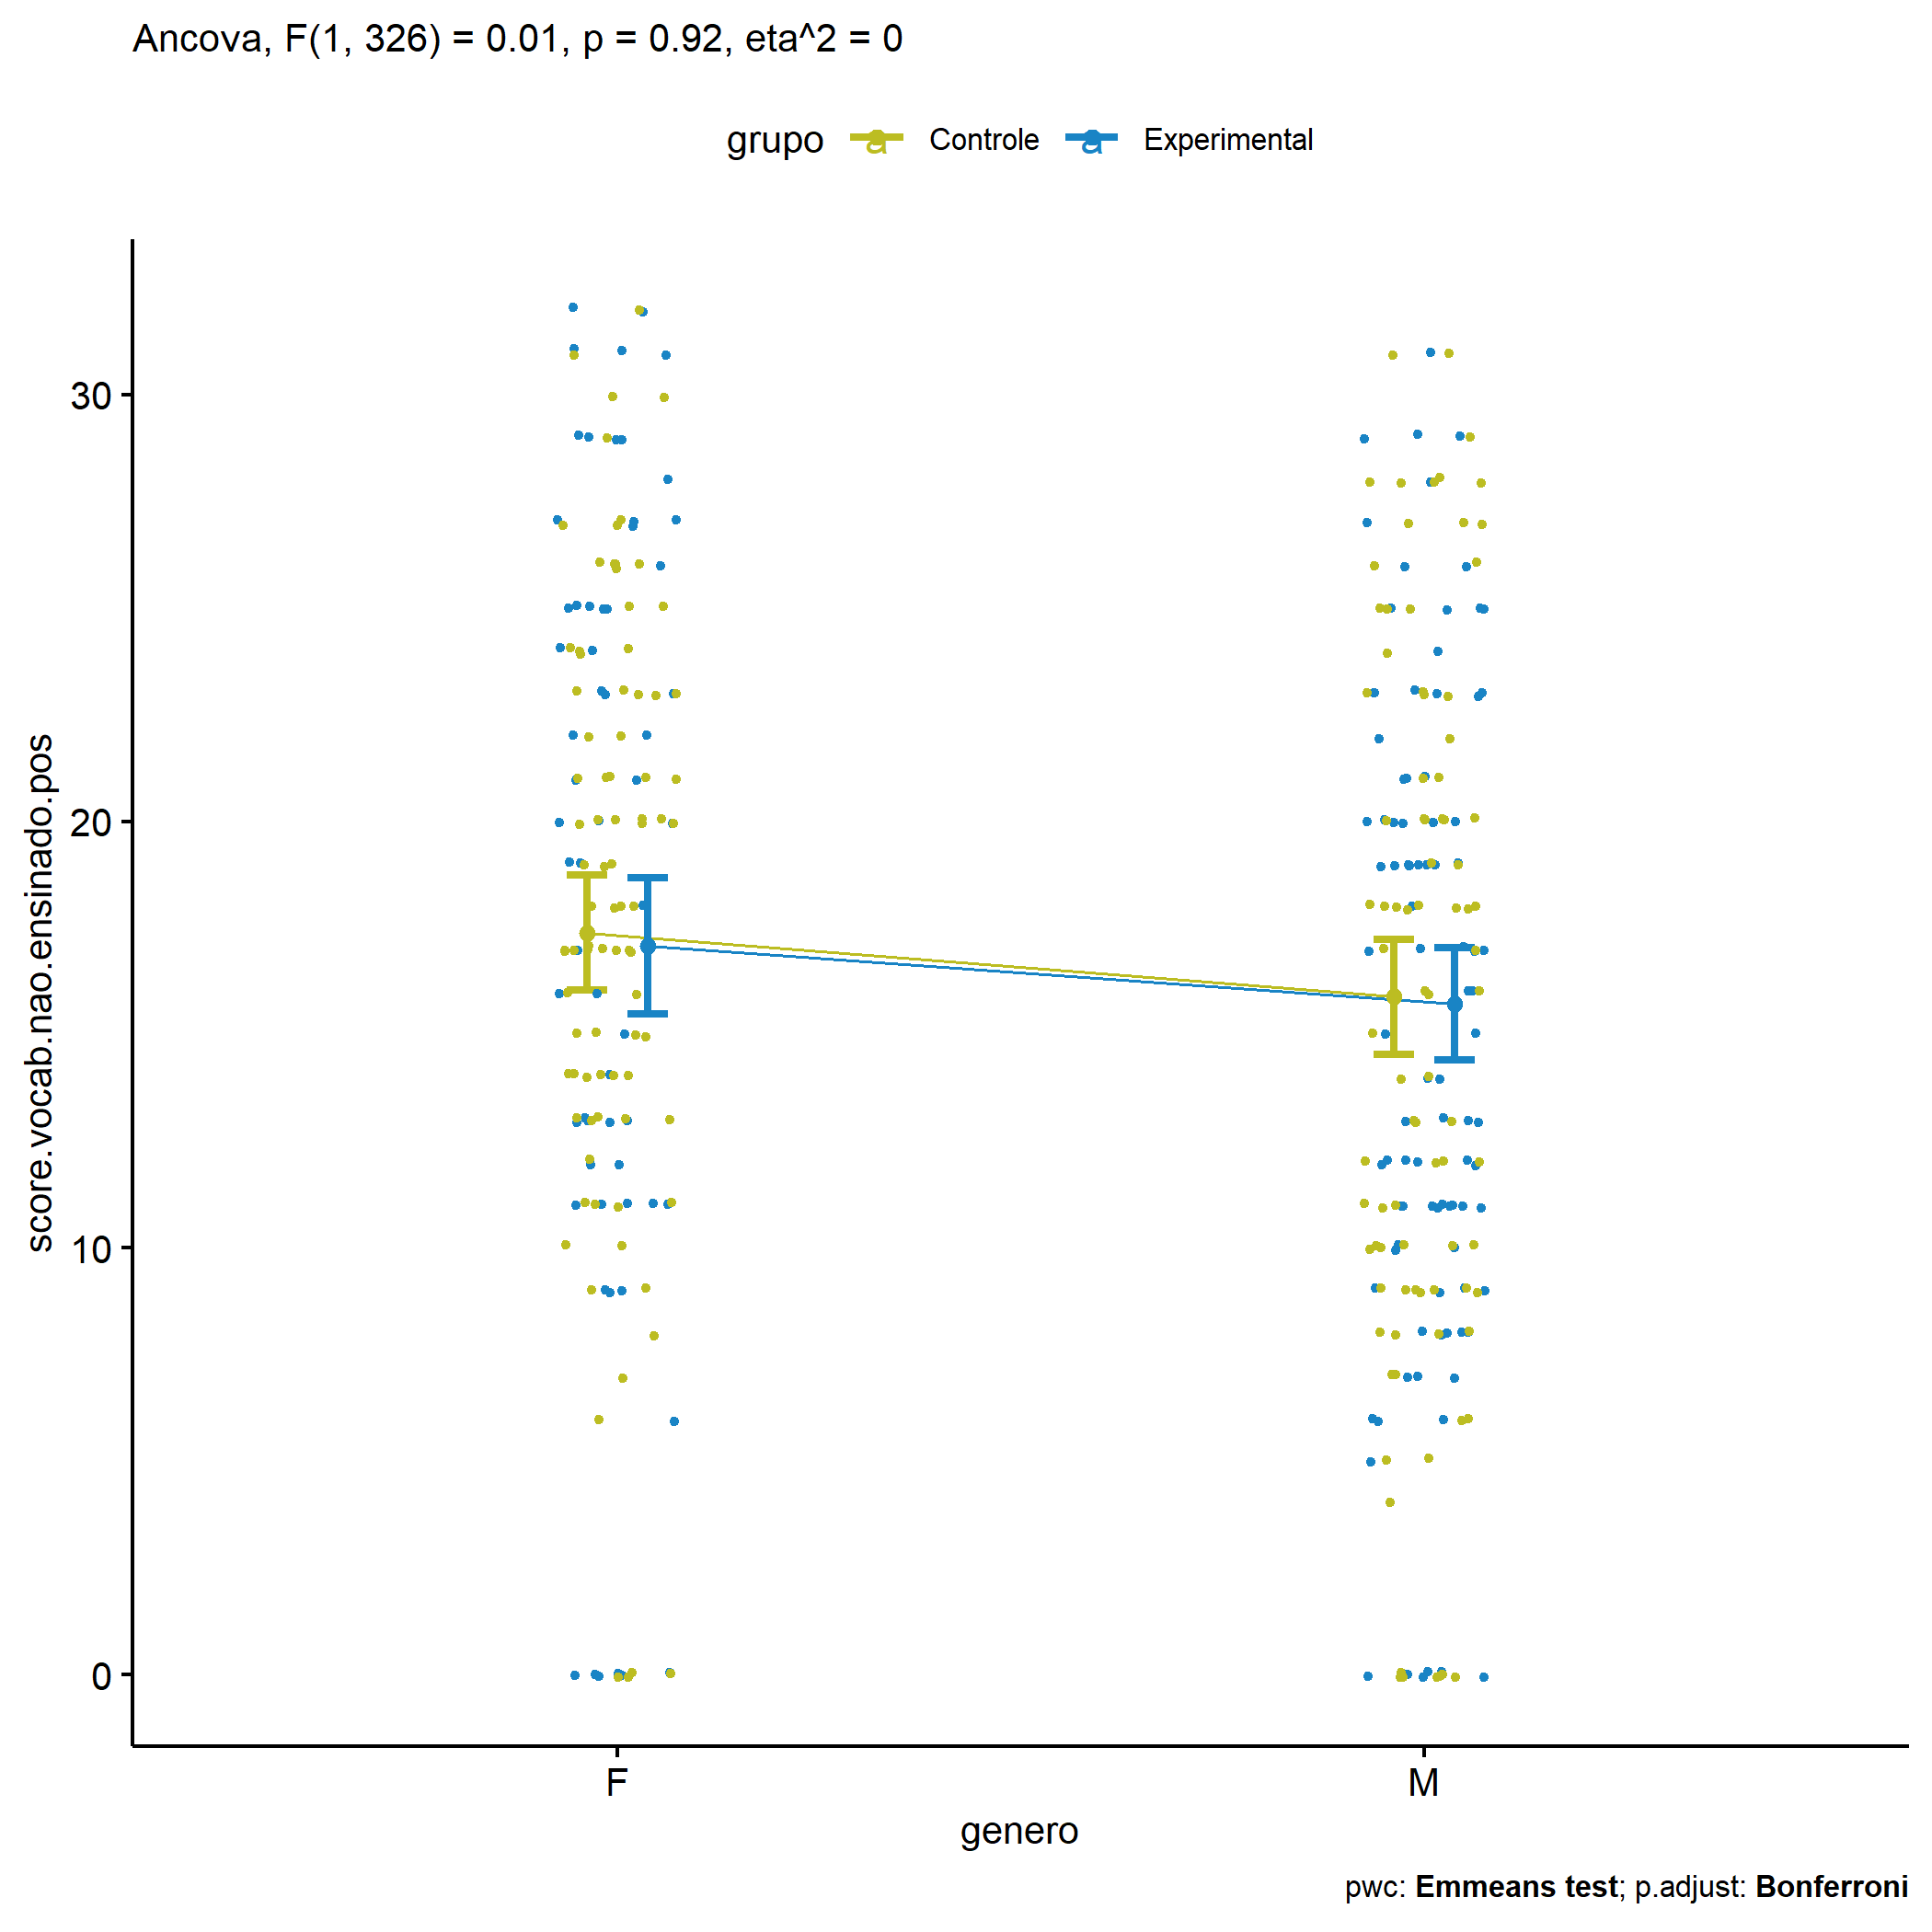 Ancova, F(1, 326) = 0.01, p = 0.92, eta^2 = 0
grupo a Controle a Experimental
score.vocab.nao.ensinado.pos
30
20
10
0
F M
genero
pwc: Emmeans test; p.adjust: Bonferroni